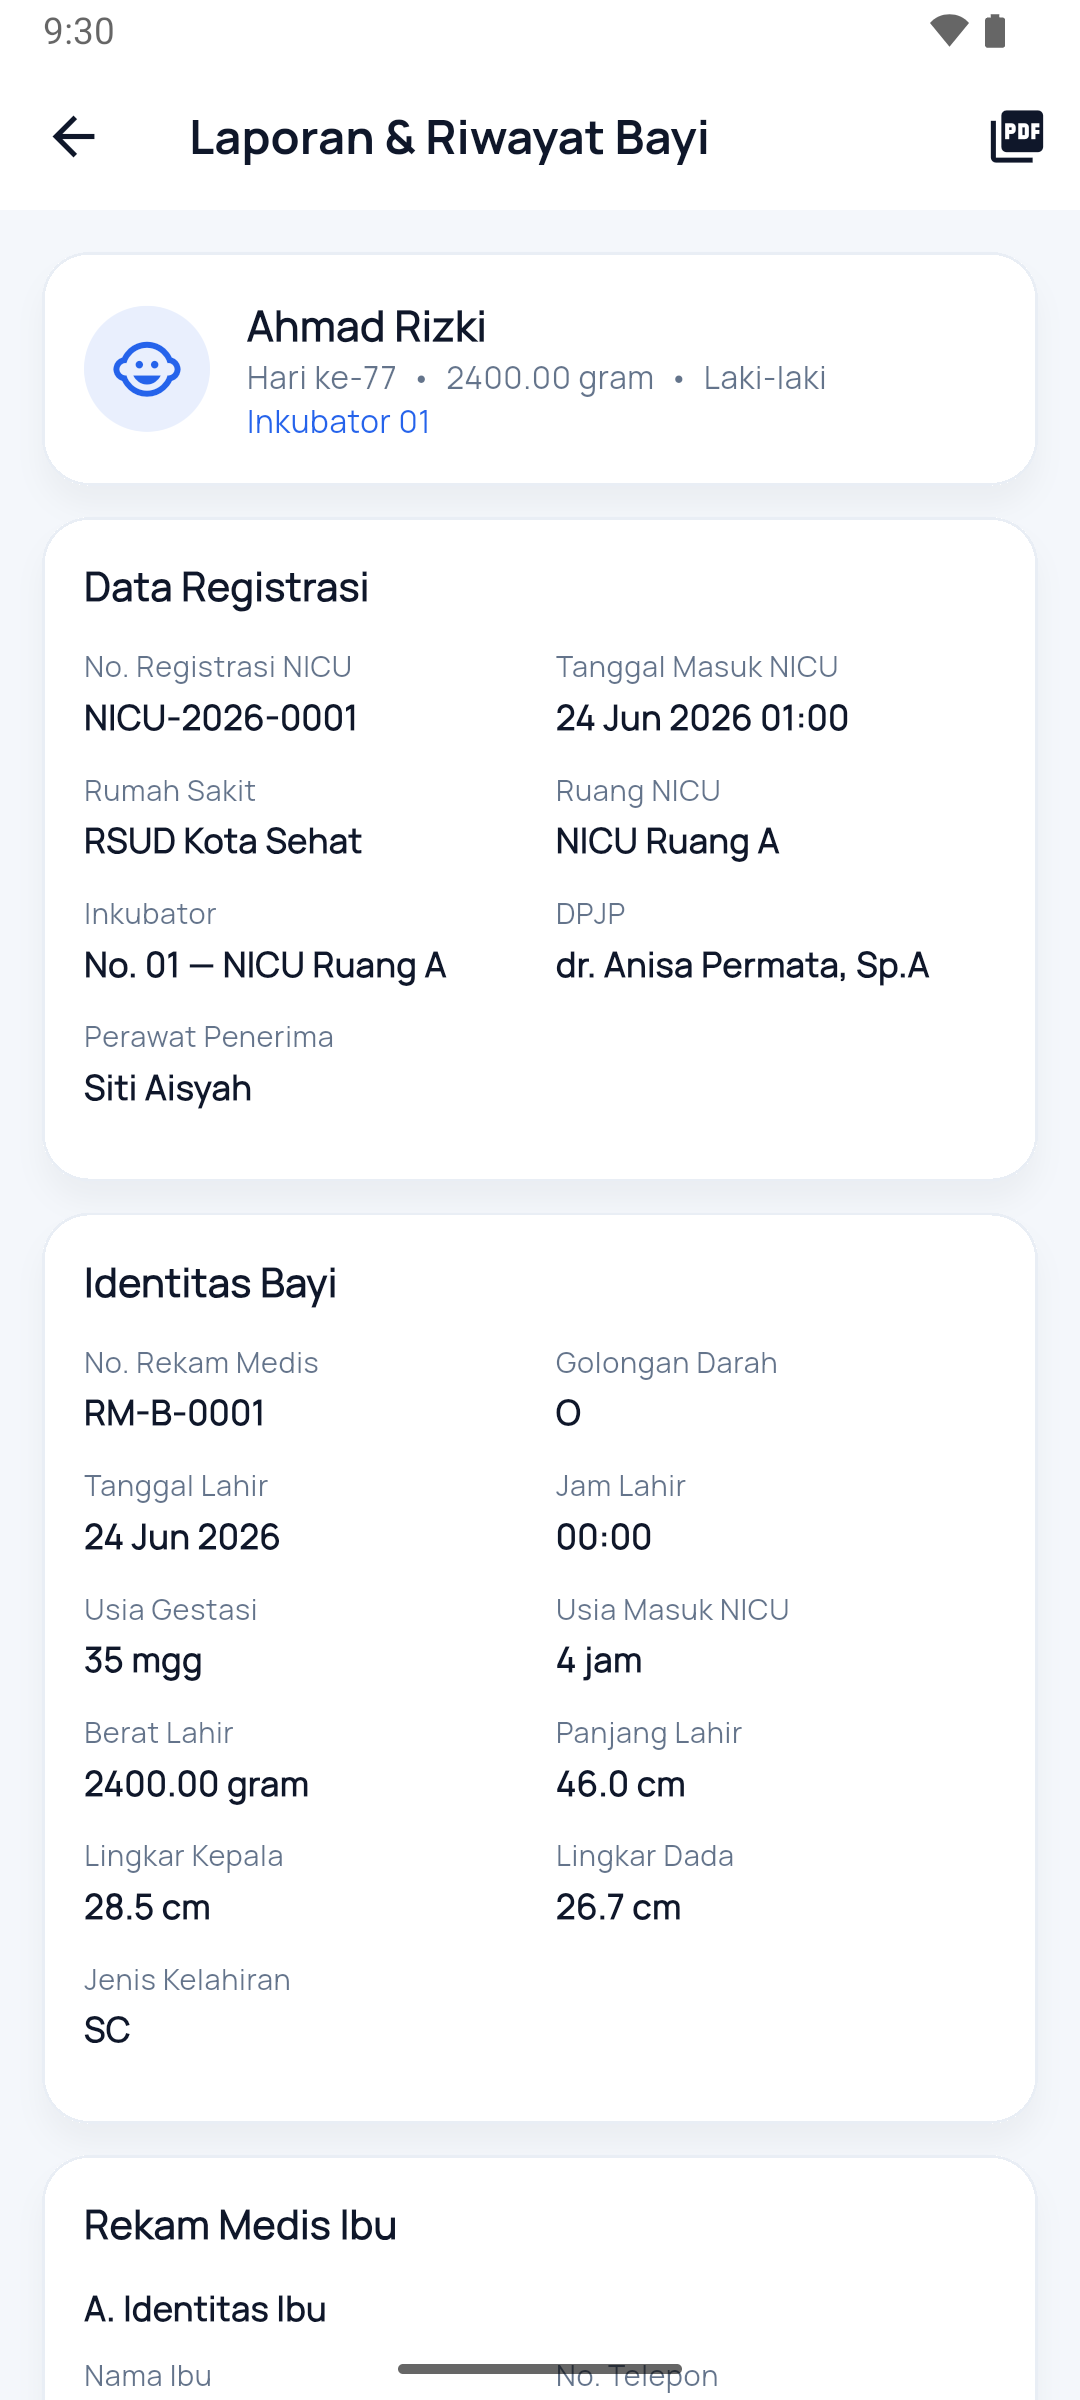 9:30
Laporan & Riwayat Bayi
PDF
Ahmad Rizki
Hari ke-77 • 2400.00 gram • Laki-laki
Inkubator 01
Data Registrasi
No. Registrasi NICU
NICU-2026-0001
Tanggal Masuk NICU
24 Jun 2026 01:00
Rumah Sakit
RSUD Kota Sehat
Ruang NICU
NICU Ruang A
Inkubator
No. 01 — NICU Ruang A
DPJP
dr. Anisa Permata, Sp.A
Perawat Penerima
Siti Aisyah
Identitas Bayi
No. Rekam Medis
RM-B-0001
Golongan Darah
O
Tanggal Lahir
24 Jun 2026
Jam Lahir
00:00
Usia Gestasi
35 mgg
Usia Masuk NICU
4 jam
Berat Lahir
2400.00 gram
Panjang Lahir
46.0 cm
Lingkar Kepala
28.5 cm
Lingkar Dada
26.7 cm
Jenis Kelahiran
SC
Rekam Medis Ibu
A. Identitas Ibu
Nama Ibu
No. Telepon